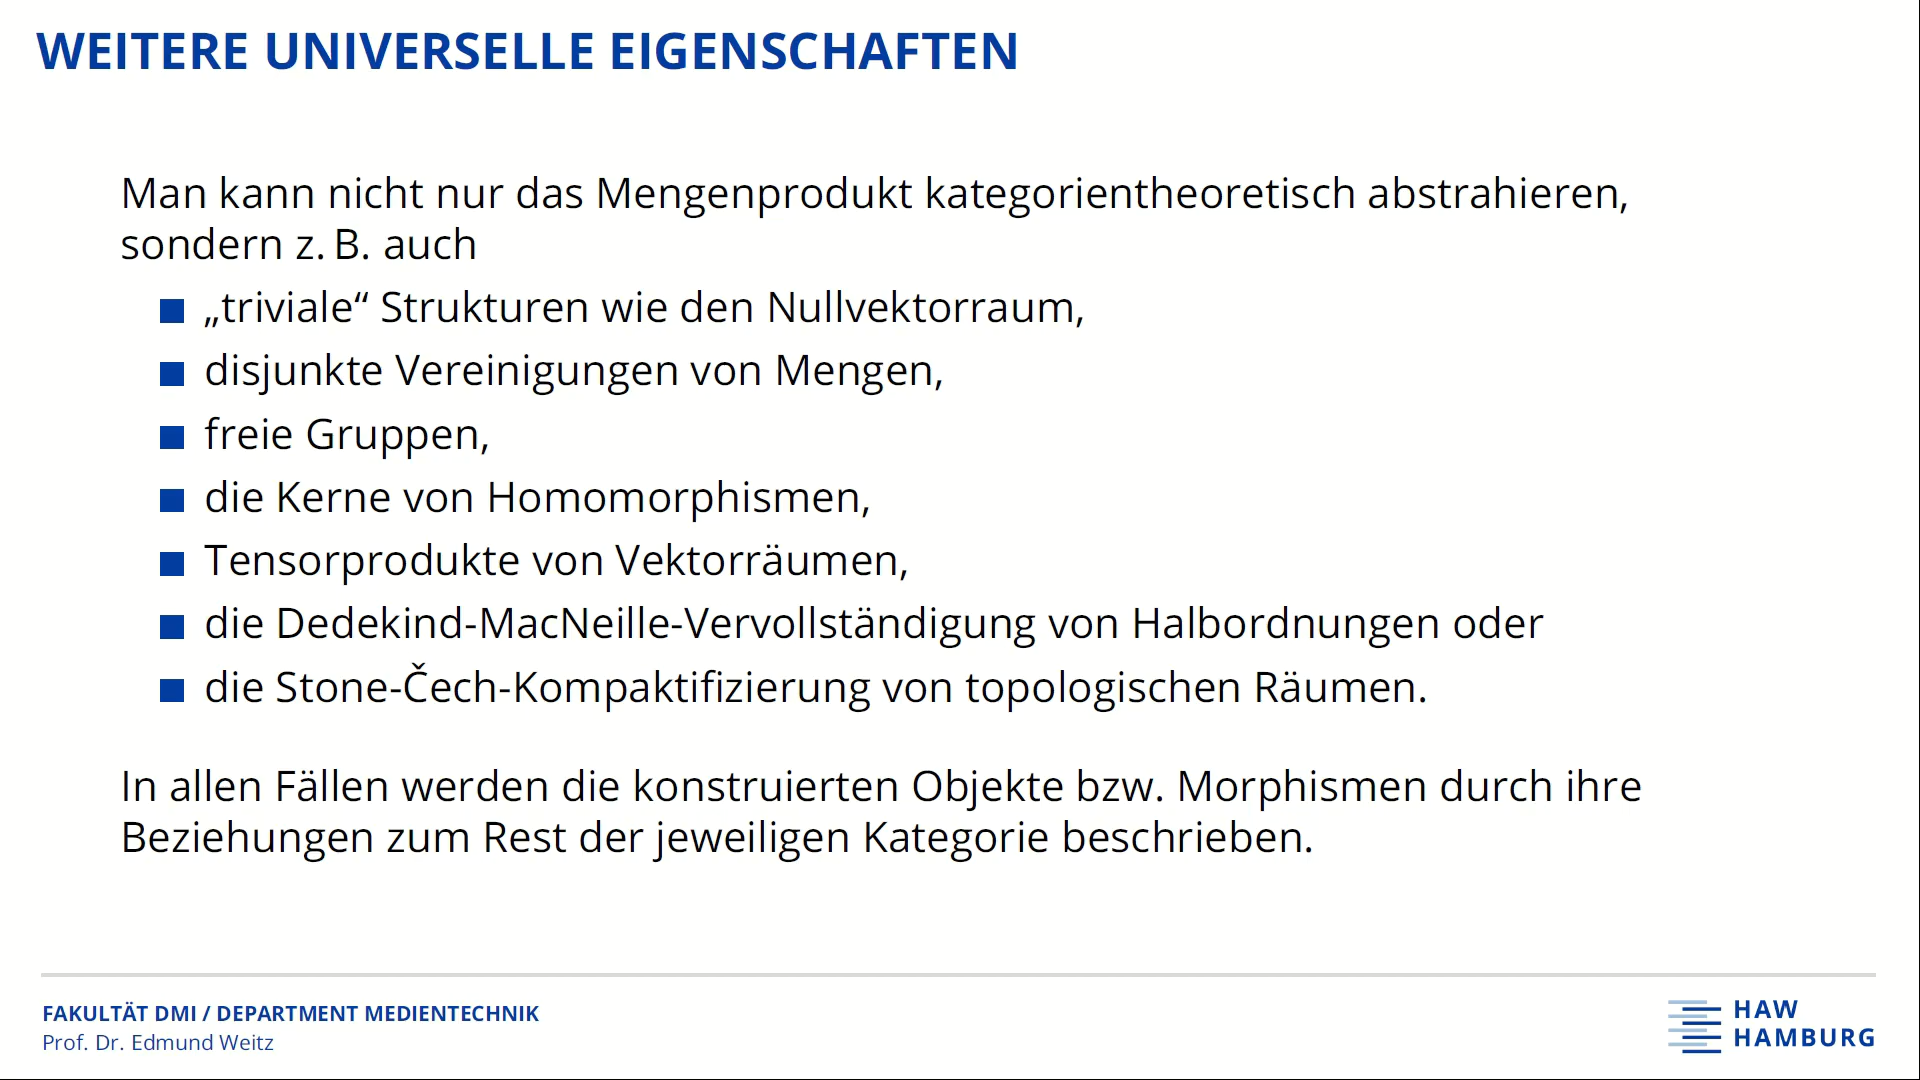 WEITERE UNIVERSELLE EIGENSCHAFTEN
Man kann nicht nur das Mengenprodukt kategorientheoretisch abstrahieren,
sondern z. B. auch
„triviale“ Strukturen wie den Nullvektorraum,
disjunkte Vereinigungen von Mengen,
freie Gruppen,
die Kerne von Homomorphismen,
Tensorprodukte von Vektorräumen,
die Dedekind-MacNeille-Vervollständigung von Halbordnungen oder
die Stone-Čech-Kompaktifizierung von topologischen Räumen.
In allen Fällen werden die konstruierten Objekte bzw. Morphismen durch ihre
Beziehungen zum Rest der jeweiligen Kategorie beschrieben.
FAKULTÄT DMI / DEPARTMENT MEDIENTECHNIK
Prof. Dr. Edmund Weitz
HAW
HAMBURG